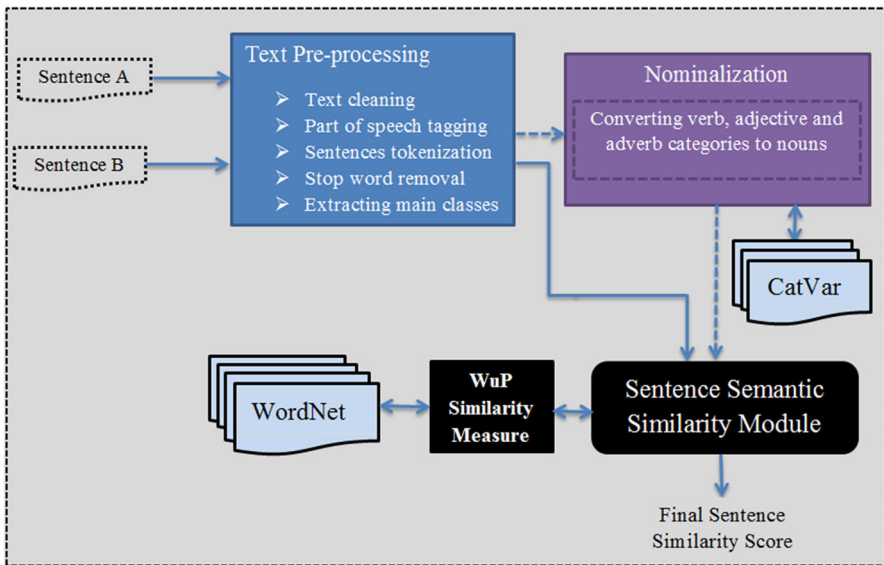 Sentence A
Sentence B
Text Pre-processing
➢ Text cleaning
➢ Part of speech tagging
➢ Sentences tokenization
➢ Stop word removal
➢ Extracting main classes
Nominalization
Converting verb, adjective and
adverb categories to nouns
CatVar
WordNet
WuP
Similarity
Measure
Sentence Semantic
Similarity Module
Final Sentence
Similarity Score